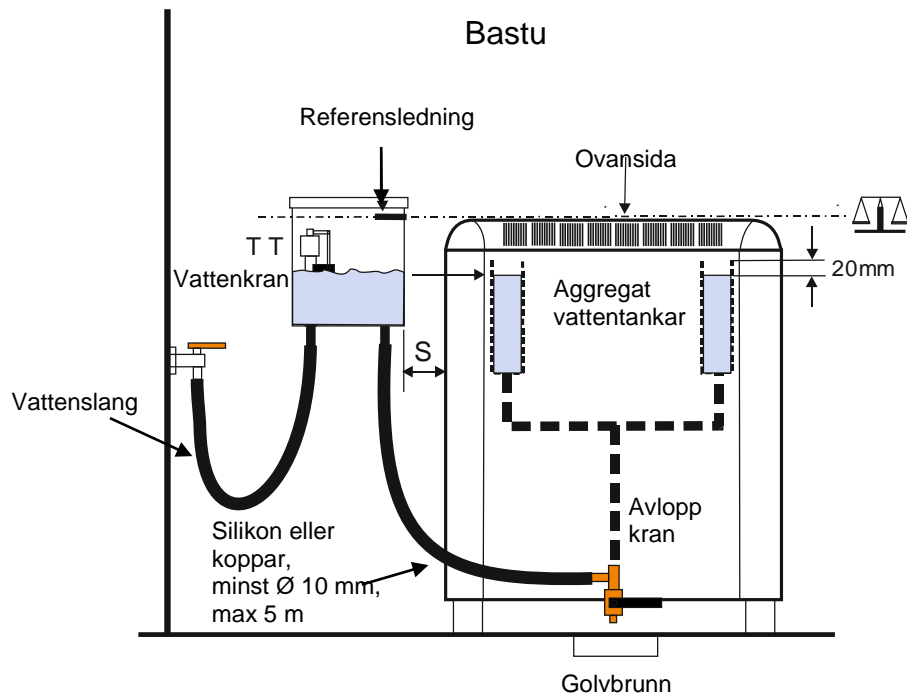 Bastu
Referensledning
Ovansida
T T
Vattenkran
20mm
Aggregat
vattentankar
S
Vattenslang
Silikon eller
koppar,
minst Ø 10 mm,
max 5 m
Avlopp
kran
Golvbrunn